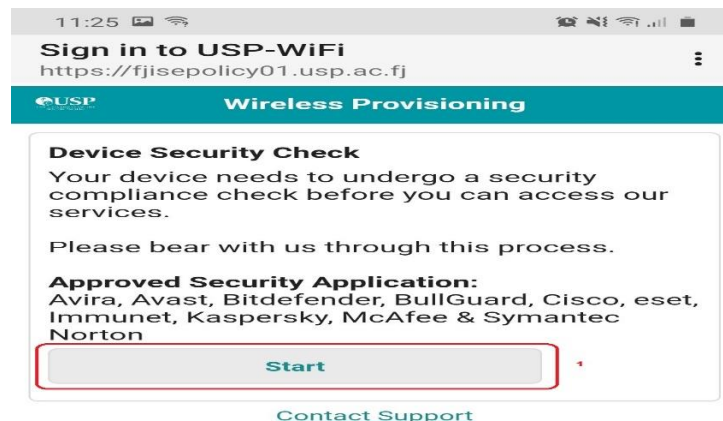 11:25
Sign in to USP-WiFi
https://fjisepolicy01.usp.ac.fj
USP
Wireless Provisioning
Device Security Check
Your device needs to undergo a security
compliance check before you can access our
services.
Please bear with us through this process.
Approved Security Application:
Avira, Avast, Bitdefender, BullGuard, Cisco, eset,
Immunet, Kaspersky, McAfee & Symantec
Norton
Start
1
Contact Support